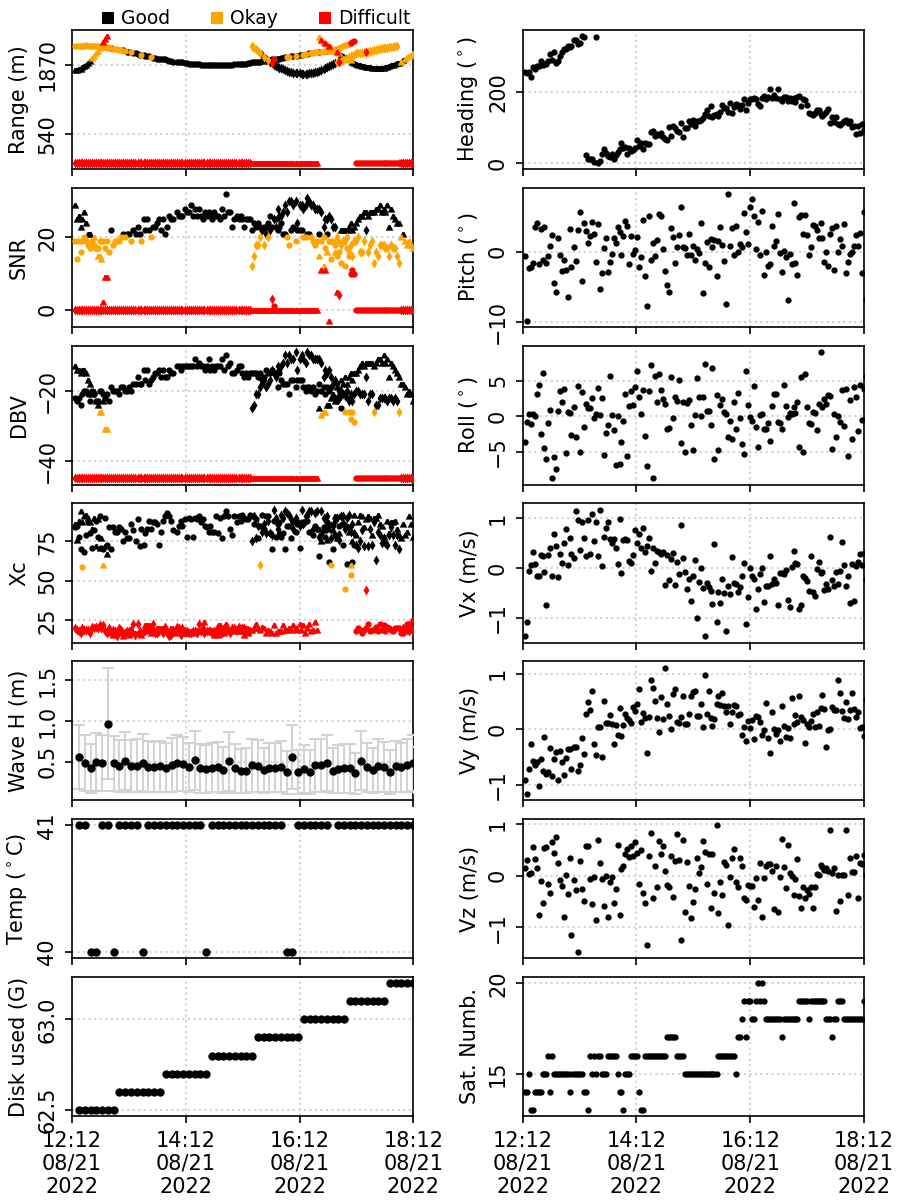 Good Okay Difficult
Range (m)
1870
540
Heading (°)
200
0
SNR
20
0
Pitch (°)
0
−10
DBV
−20
−40
Roll (°)
5
0
−5
Xc
75
50
25
Vx (m/s)
1
0
−1
Wave H (m)
1.5
1.0
0.5
Vy (m/s)
1
0
−1
Temp (°C)
41
40
Vz (m/s)
1
0
−1
Disk used (G)
63.0
62.5
Sat. Numb.
20
15
12:12 14:12 16:12 18:12 12:12 14:12 16:12 18:12
08/21 08/21 08/21 08/21 08/21 08/21 08/21 08/21
2022 2022 2022 2022 2022 2022 2022 2022